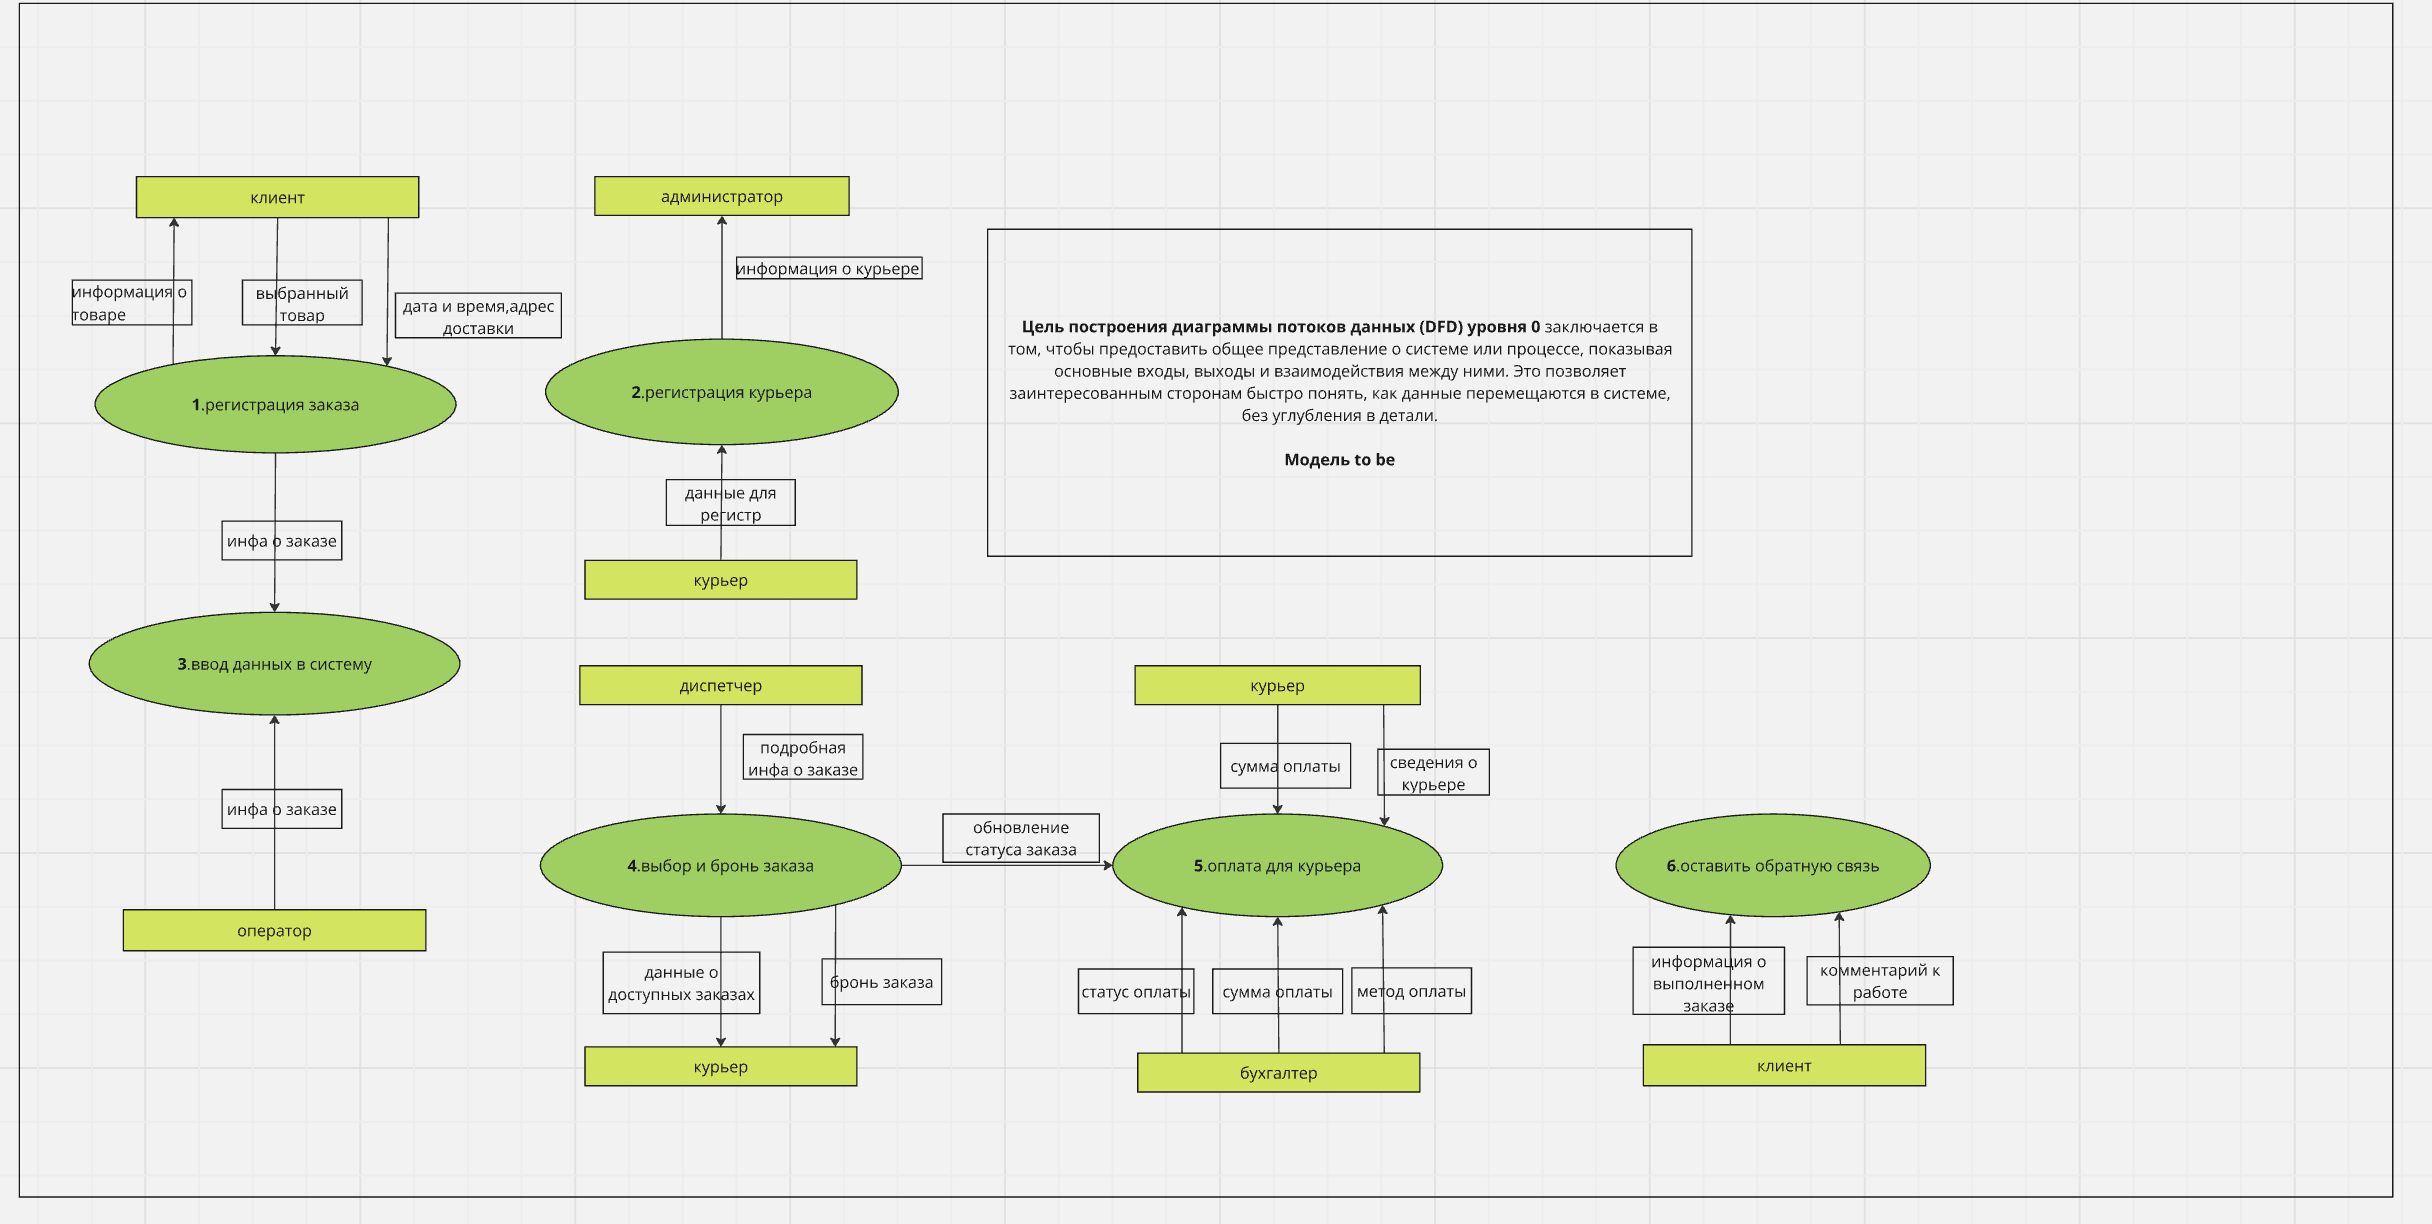 клиент
администратор
информация о
товаре
выбранный
товар
дата и время,адрес
доставки
информация о курьере
1.регистрация заказа
2.регистрация курьера
Цель построения диаграммы потоков данных (DFD) уровня 0 заключается в
том, чтобы предоставить общее представление о системе или процессе, показывая
основные входы, выходы и взаимодействия между ними. Это позволяет
заинтересованным сторонам быстро понять, как данные перемещаются в системе,
без углубления в детали.
Модель to be
данные для
регистр
инфа о заказе
курьер
3.ввод данных в систему
диспетчер
курьер
подробная
инфа о заказе
сумма оплаты
сведения о
курьере
инфа о заказе
обновление
статуса заказа
4.выбор и бронь заказа
5.оплата для курьера
6.оставить обратную связь
оператор
данные о
доступных заказах
бронь заказа
статус оплаты
сумма оплаты
метод оплаты
информация о
выполненном
заказе
комментарий к
работе
курьер
бухгалтер
клиент